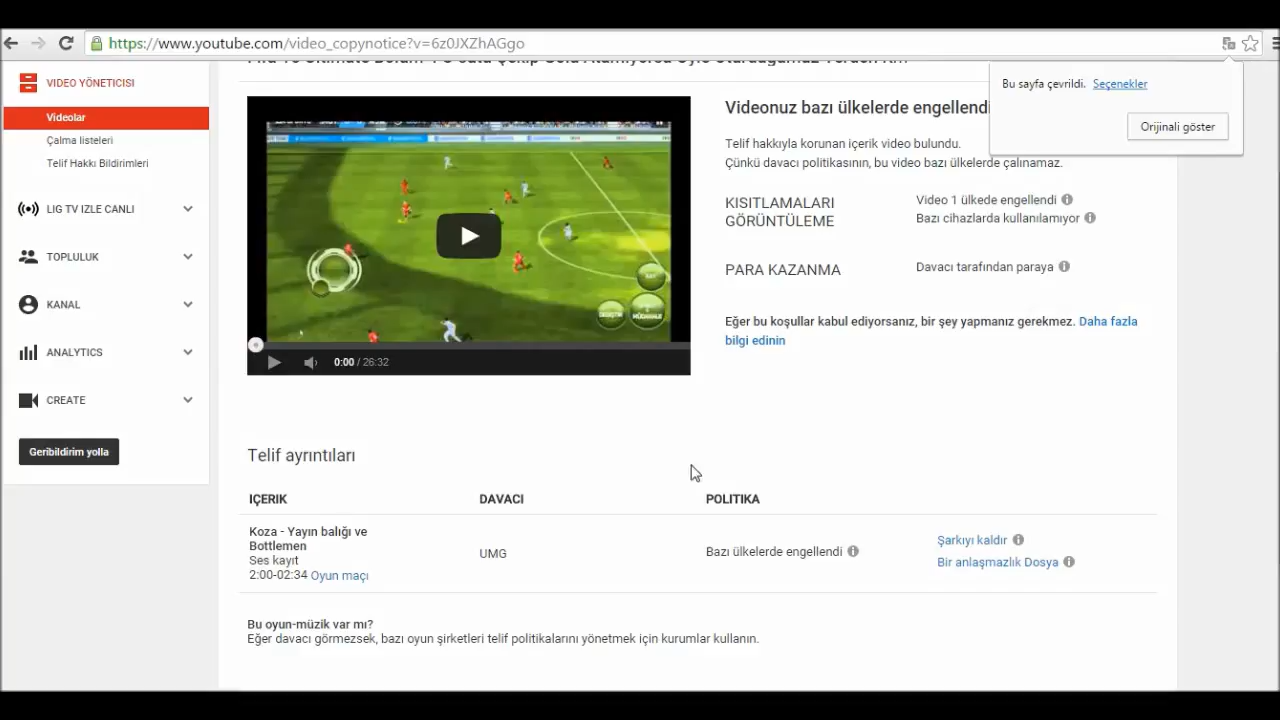 https://www.youtube.com/video_copynotice?v=6z0JXZhAGgo
VIDEO YÖNETICISI
Videolar
Çalma listeleri
Telif Hakkı Bildirimleri
LIG TV IZLE CANLI
TOPLULUK
KANAL
ANALYTICS
CREATE
Geribildirim yolla
0:00 / 26:32
Videonuz bazı ülkelerde engellendi
Telif hakkıyla korunan içerik video bulundu.
Çünkü davacı politikasının, bu video bazı ülkelerde çalınamaz.
KISITLAMALARI GÖRÜNTÜLEME
Video 1 ülkede engellendi
Bazı cihazlarda kullanılamıyor
PARA KAZANMA
Davacı tarafından paraya
Eğer bu koşullar kabul ediyorsanız, bir şey yapmanız gerekmez. Daha fazla
bilgi edinin
Bu sayfa çevrildi. Seçenekler
Orijinali göster
Telif ayrıntıları
IÇERIK DAVACI POLITIKA
Koza - Yayın balığı ve
Bottlemen
Ses kayıt
2:00-02:34 Oyun maçı
UMG
Bazı ülkelerde engellendi
Şarkıyı kaldır
Bir anlaşmazlık Dosya
Bu oyun-müzik var mı?
Eğer davacı görmezsek, bazı oyun şirketleri telif politikalarını yönetmek için kurumlar kullanın.